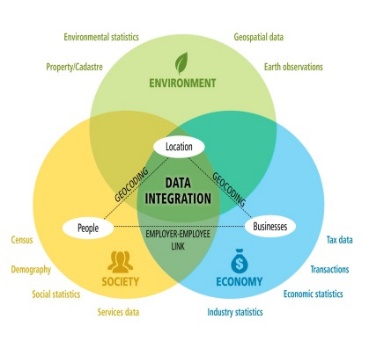 Environmental statistics
Geospatial data
Property/Cadastre
Earth observations
ENVIRONMENT
Location
GEOCODING
GEOCODING
DATA
INTEGRATION
People
Businesses
EMPLOYER-EMPLOYEE
LINK
Census
Tax data
Demography
Transactions
SOCIETY
ECONOMY
Social statistics
Economic statistics
Services data
Industry statistics